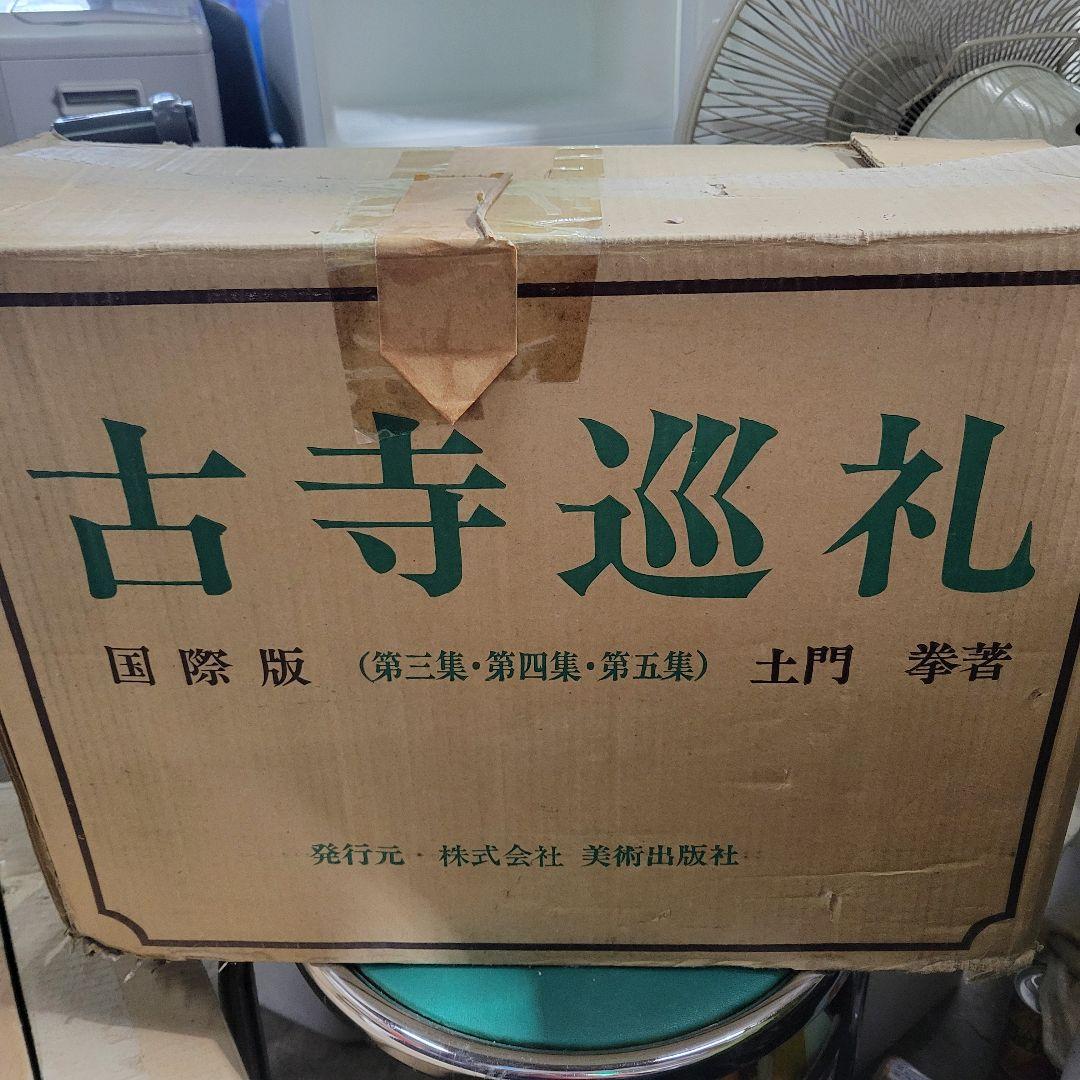 古寺巡礼
国際版 (第三集・第四集・第五集) 土門 拳著
発行元・株式会社 美術出版社